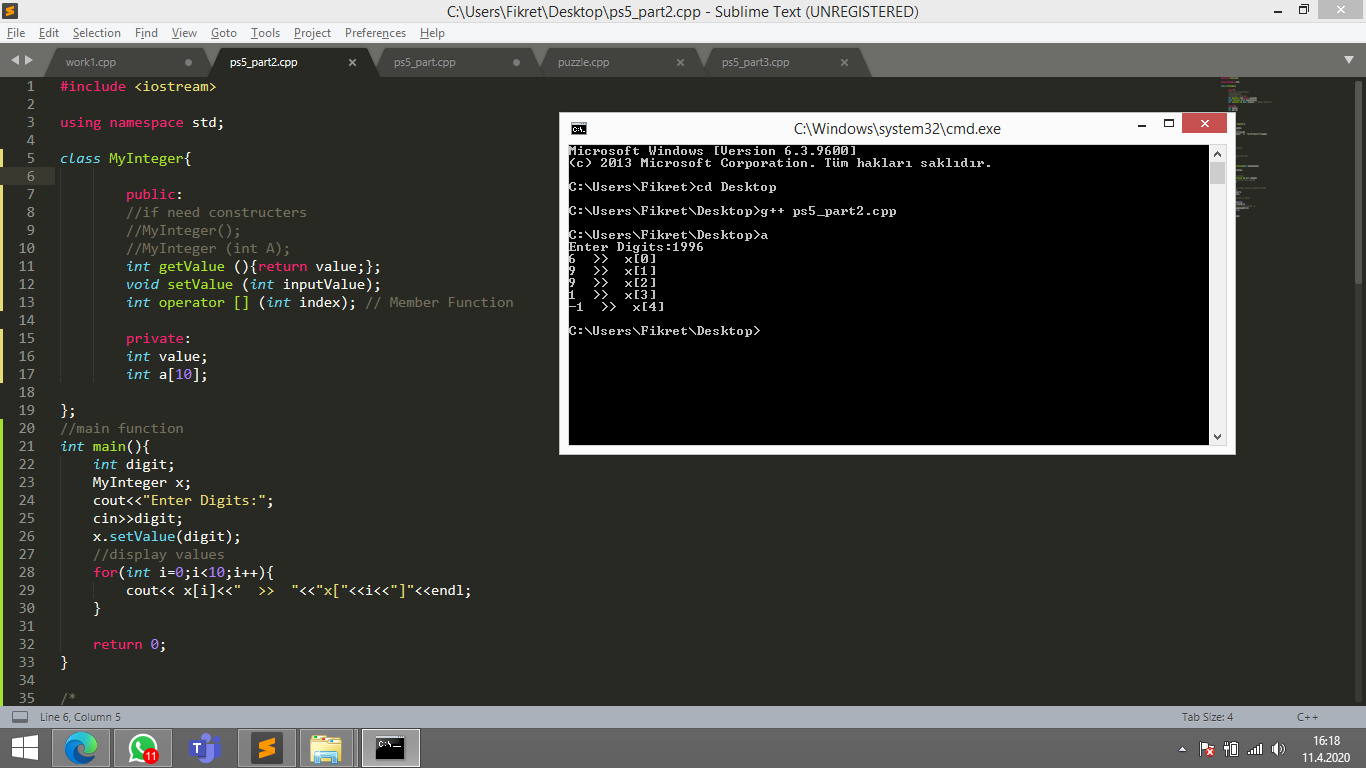 C:\Users\Fikret\Desktop\ps5_part2.cpp - Sublime Text (UNREGISTERED)
File Edit Selection Find View Goto Tools Project Preferences Help
work1.cpp ps5_part2.cpp ps5_part.cpp puzzle.cpp ps5_part3.cpp
1 #include <iostream>
2
3 using namespace std;
4
5 class MyInteger{
6
7 public:
8 //if need constructers
9 //MyInteger();
10 //MyInteger (int A);
11 int getValue (){return value;};
12 void setValue (int inputValue);
13 int operator [] (int index); // Member Function
14
15 private:
16 int value;
17 int a[10];
18
19 };
20 //main function
21 int main(){
22 int digit;
23 MyInteger x;
24 cout<<"Enter Digits:";
25 cin>>digit;
26 x.setValue(digit);
27 //display values
28 for(int i=0;i<10;i++){
29 cout<< x[i]<<"  >>  "<<"x["<<i<<"]"<<endl;
30 }
31
32 return 0;
33 }
34
35 /*
C:\Windows\system32\cmd.exe
Microsoft Windows [Version 6.3.9600]
(c) 2013 Microsoft Corporation. Tüm hakları saklıdır.
C:\Users\Fikret>cd Desktop
C:\Users\Fikret\Desktop>g++ ps5_part2.cpp
C:\Users\Fikret\Desktop>a
Enter Digits:1996
6  >>  x[0]
9  >>  x[1]
9  >>  x[2]
1  >>  x[3]
-1  >>  x[4]
C:\Users\Fikret\Desktop>
Line 6, Column 5 Tab Size: 4 C++
11
16:18
11.4.2020